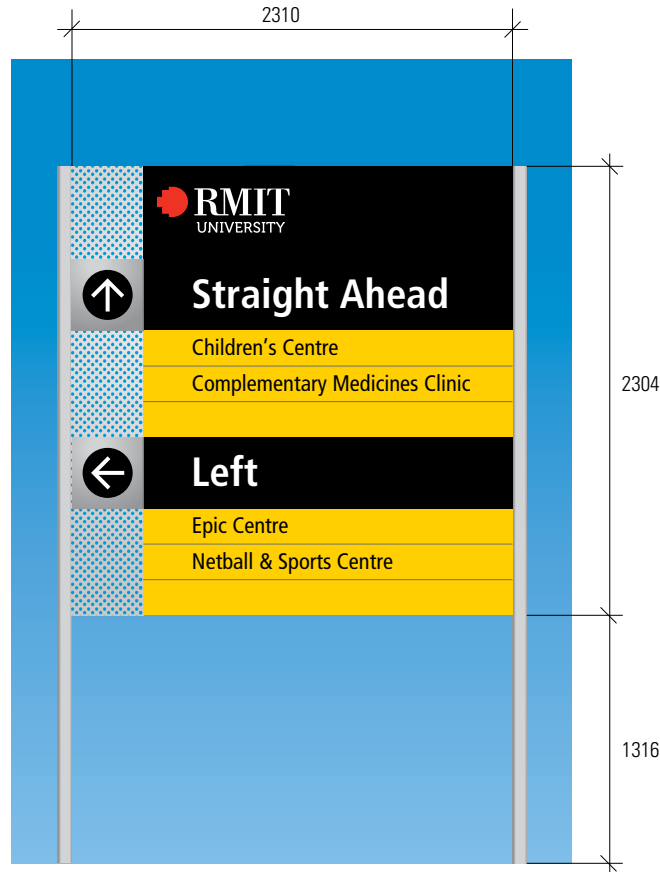 2310
RMIT
UNIVERSITY
Straight Ahead
Children's Centre
Complementary Medicines Clinic
2304
Left
Epic Centre
Netball & Sports Centre
1316